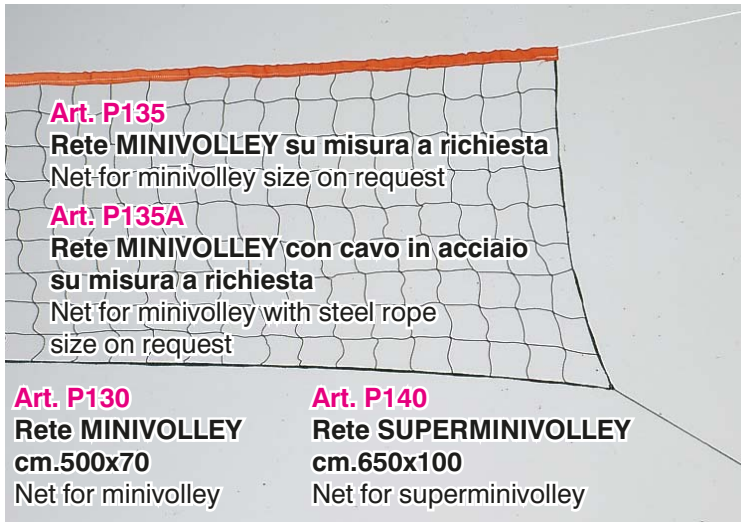 Art. P135
Rete MINIVOLLEY su misura a richiesta
Net for minivolley size on request
Art. P135A
Rete MINIVOLLEY con cavo in acciaio
su misura a richiesta
Net for minivolley with steel rope
size on request
Art. P130
Rete MINIVOLLEY
cm.500x70
Net for minivolley
Art. P140
Rete SUPERMINIVOLLEY
cm.650x100
Net for superminivolley